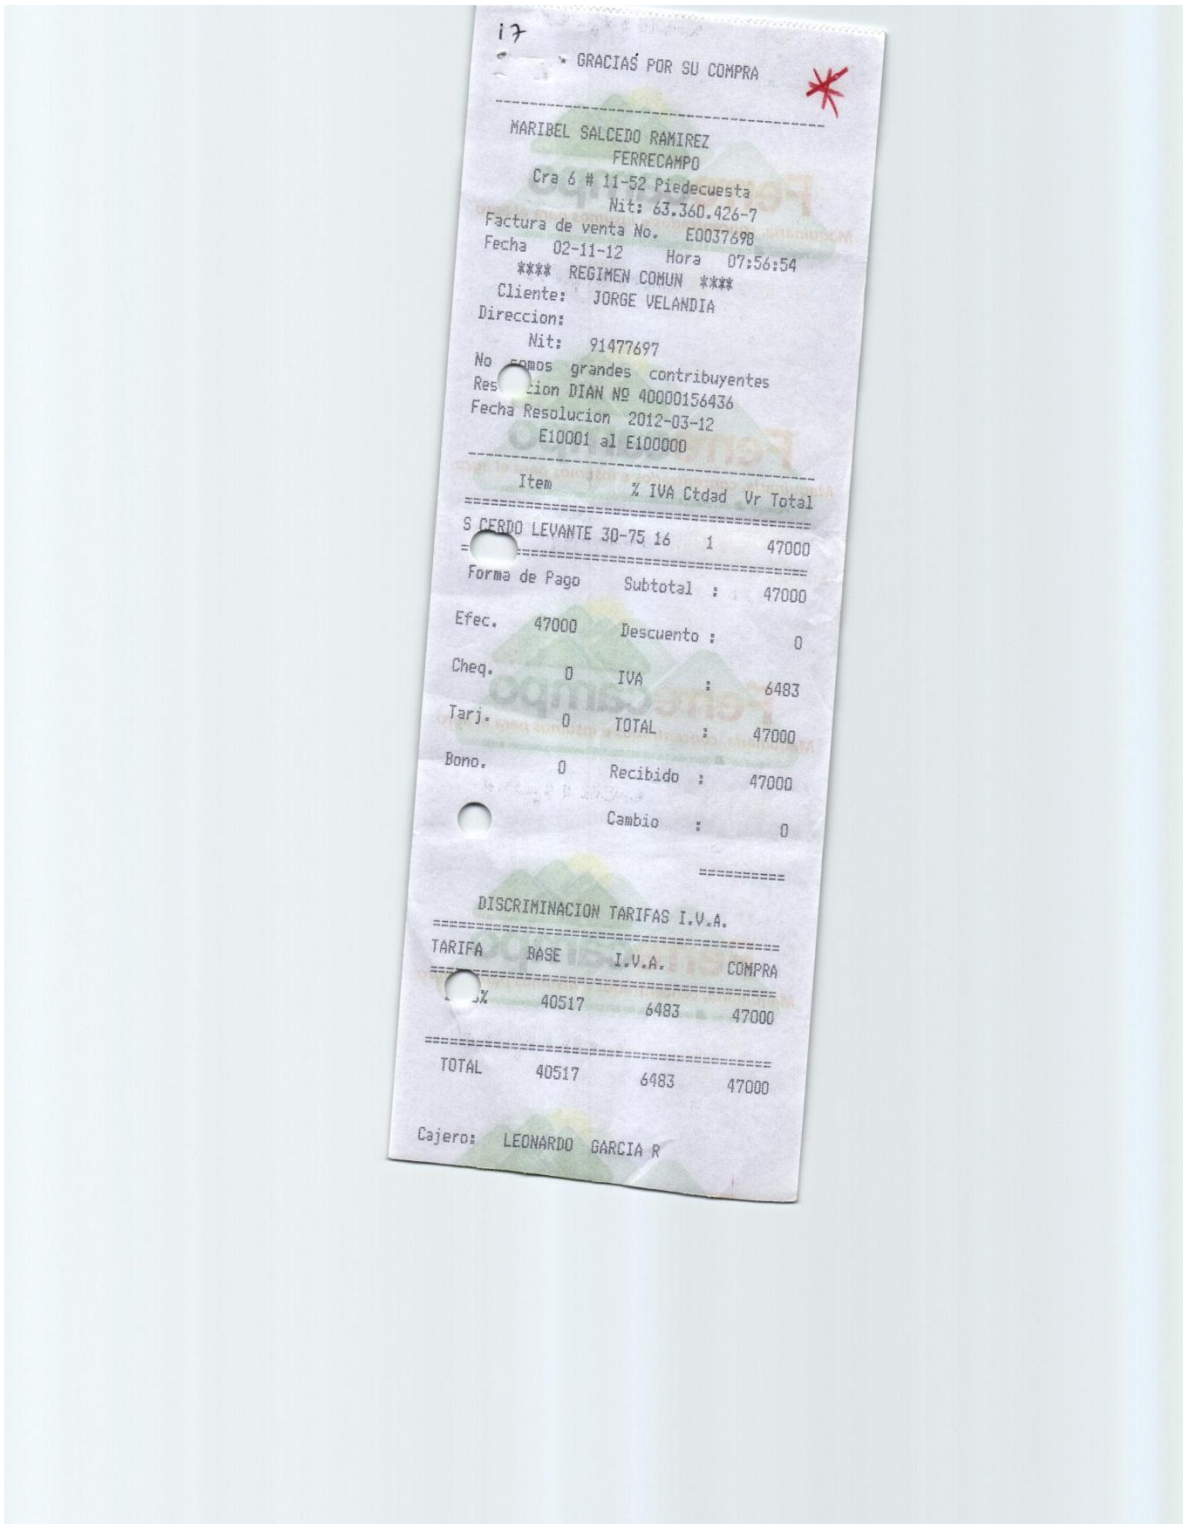 i7
* GRACIAS POR SU COMPRA
MARIBEL SALCEDO RAMIREZ
FERRECAMPO
Cra 6 # 11-52 Piedecuesta
Nit: 63.360.426-7
Factura de venta No. E0037698
Fecha 02-11-12 Hora 07:56:54
**** REGIMEN COMUN ****
Cliente: JORGE VELANDIA
Direccion:
Nit: 91477697
No somos grandes contribuyentes
Res cion DIAN Nº 40000156436
Fecha Resolucion 2012-03-12
E10001 al E100000
Item % IVA Ctdad Vr Total
S CERDO LEVANTE 30-75 16 1 47000
Forma de Pago Subtotal : 47000
Efec. 47000 Descuento : 0
Cheq. 0 IVA : 6483
Tarj. 0 TOTAL : 47000
Bono. 0 Recibido : 47000
Cambio : 0
==========
DISCRIMINACION TARIFAS I.V.A.
TARIFA BASE I.V.A. COMPRA
% 40517 6483 47000
TOTAL 40517 6483 47000
Cajero: LEONARDO GARCIA R